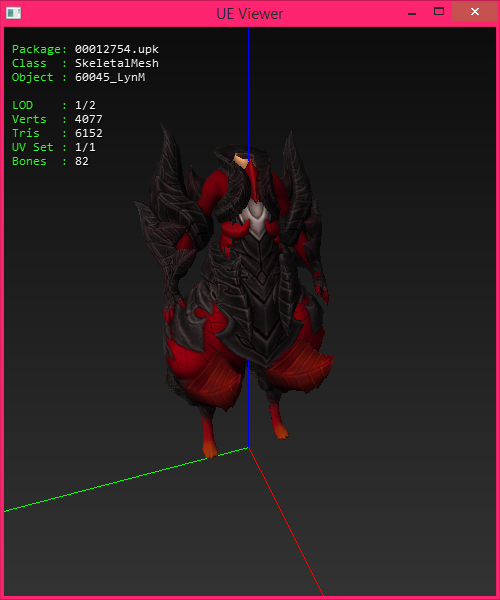 UE Viewer
Package: 00012754.upk
Class  : SkeletalMesh
Object : 60045_LynM
LOD    : 1/2
Verts  : 4077
Tris   : 6152
UV Set : 1/1
Bones  : 82